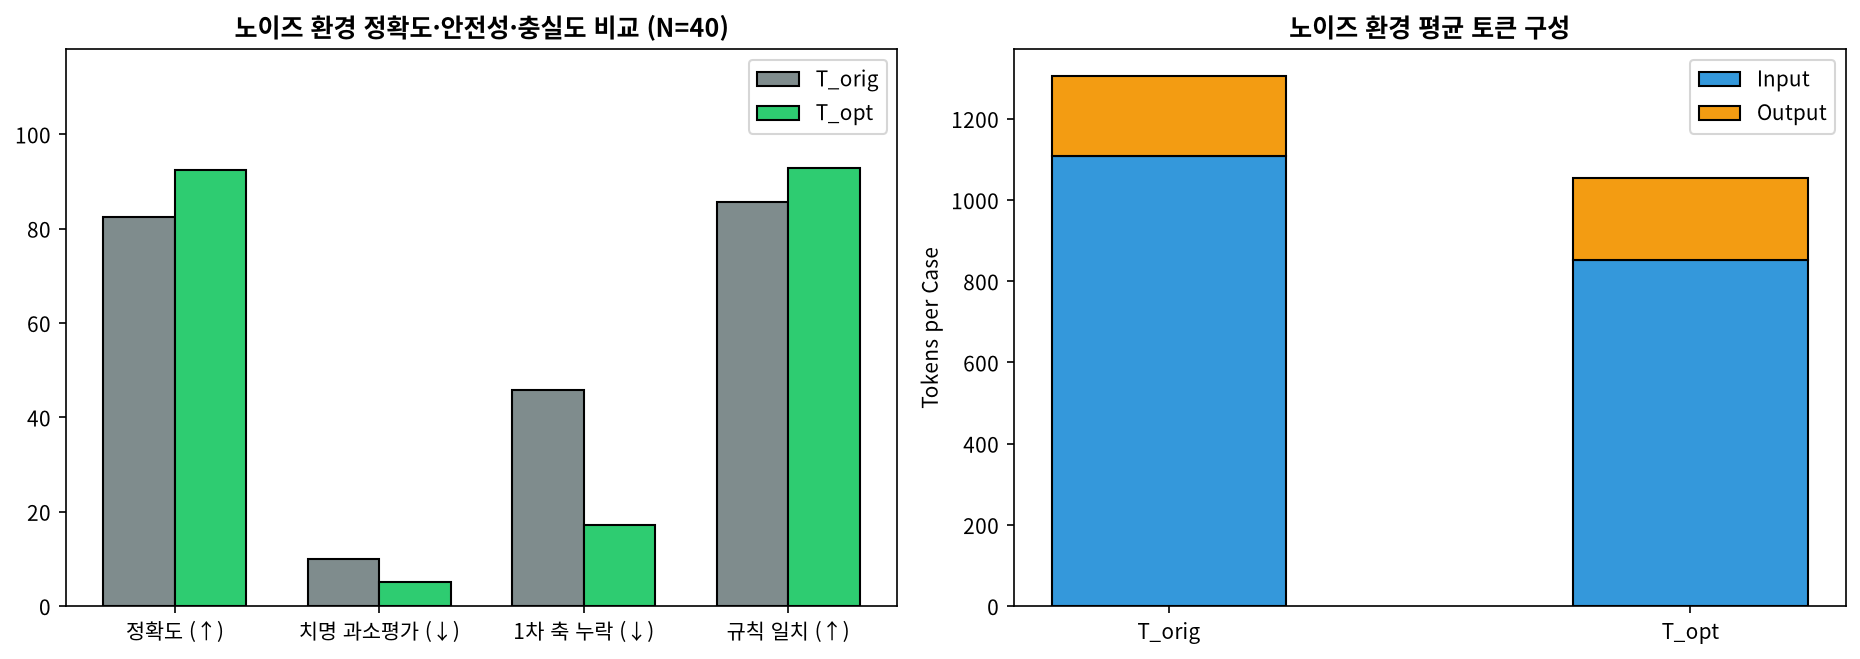 노이즈 환경 정확도·안전성·충실도 비교 (N=40)
T_orig
T_opt
100
80
60
40
20
0
정확도 (↑)
치명 과소평가 (↓)
1차 축 누락 (↓)
규칙 일치 (↑)
노이즈 환경 평균 토큰 구성
Input
Output
Tokens per Case
1200
1000
800
600
400
200
0
T_orig
T_opt